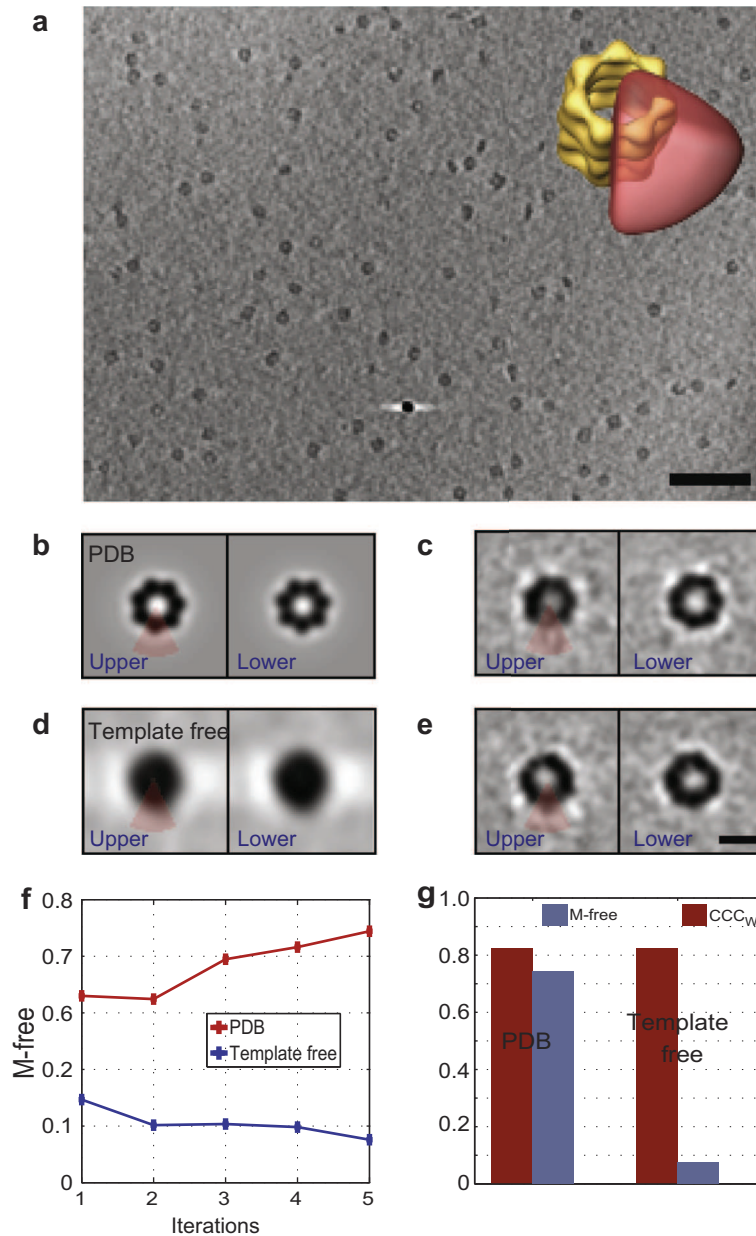 a
b
PDB
Upper
Lower
c
Upper
Lower
d
Template free
Upper
Lower
e
Upper
Lower
f
0.8
0.7
0.6
0.2
0.1
0
M-free
PDB
Template free
1
2
3
4
5
Iterations
g
1.0
0.8
0.6
0.4
0.2
0
M-free
CCCW
PDB
Template
free